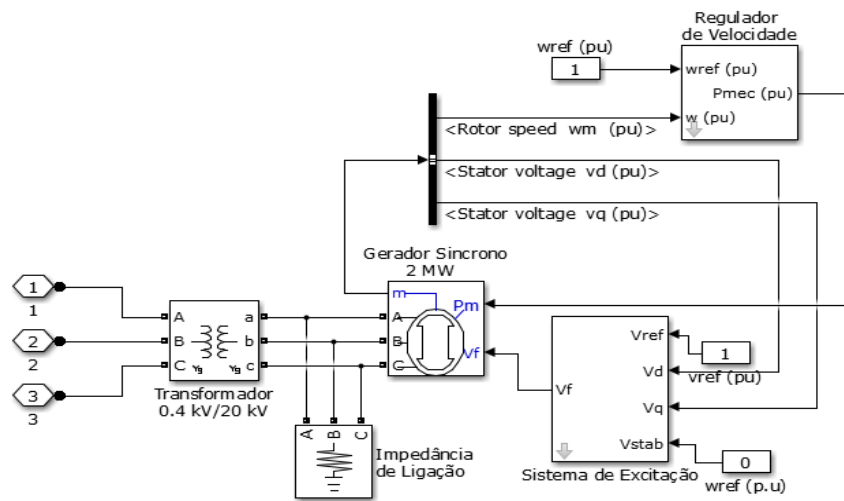 Regulador
de Velocidade
wref (pu)
1
wref (pu)
Pmec (pu)
w (pu)
<Rotor speed wm (pu)>
<Stator voltage vd (pu)>
<Stator voltage vq (pu)>
Gerador Sincrono
2 MW
m
Pm
A
B
C
Vf
1
1
2
2
3
3
A
B
C
a
b
c
Yg
Yg
Transformador
0.4 kV/20 kV
A
B
C
Impedância
de Ligação
Vref
Vd
Vq
Vstab
Vf
1
vref (pu)
0
wref (p.u)
Sistema de Excitação